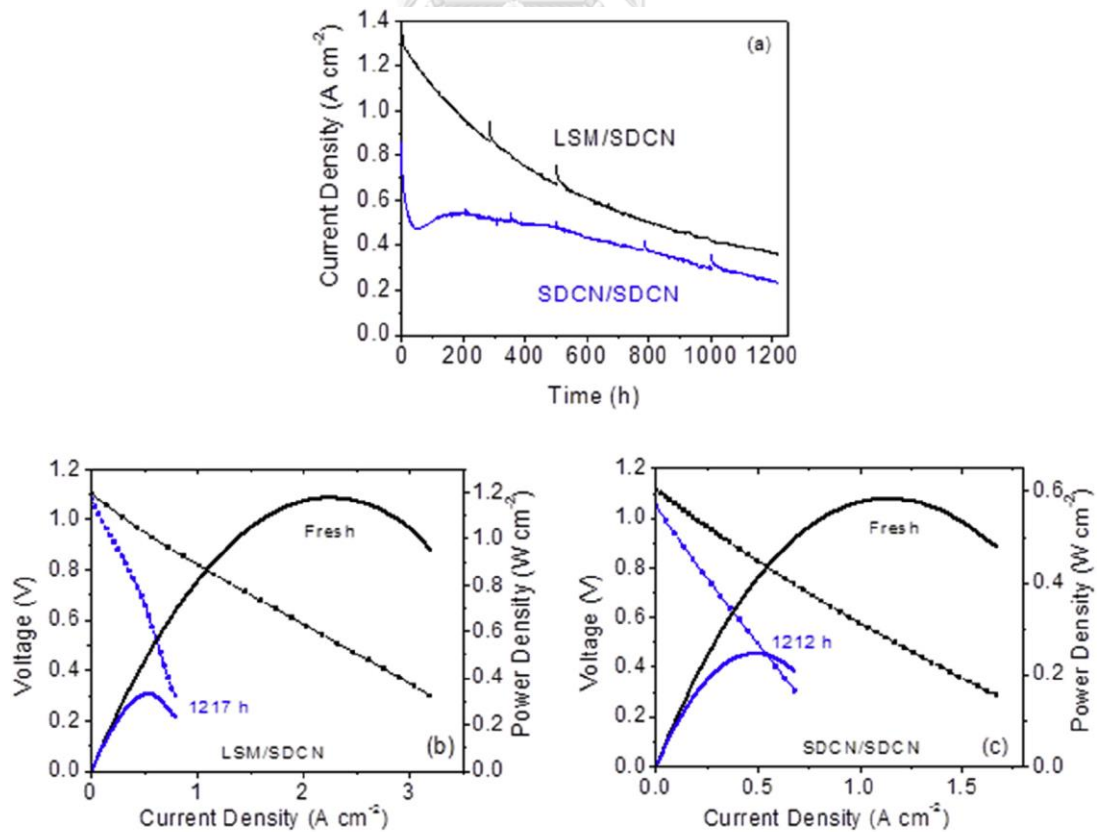 (a)
1.4
1.2
1.0
0.8
0.6
0.4
0.2
0.0
Current Density (A cm⁻²)
LSM/SDCN
SDCN/SDCN
0 200 400 600 800 1000 1200
Time (h)
1.2
1.0
0.8
0.6
0.4
0.2
0.0
Voltage (V)
Fresh
1217 h
LSM/SDCN
(b)
1.2
1.0
0.8
0.6
0.4
0.2
0.0
Power Density (W cm⁻²)
0 1 2 3
Current Density (A cm⁻²)
1.2
1.0
0.8
0.6
0.4
0.2
0.0
Voltage (V)
Fresh
1212 h
SDCN/SDCN
(c)
0.6
0.4
0.2
0.0
Power Density (W cm⁻²)
0.0 0.5 1.0 1.5
Current Density (A cm⁻²)